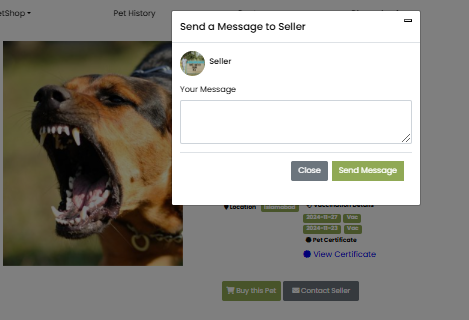 etShop
Pet History
Send a Message to Seller
Seller
Your Message
Close
Send Message
Location
Islamabad
Vaccination Details
2024-11-27
Vac
2024-11-23
Vac
Pet Certificate
View Certificate
Buy this Pet
Contact Seller